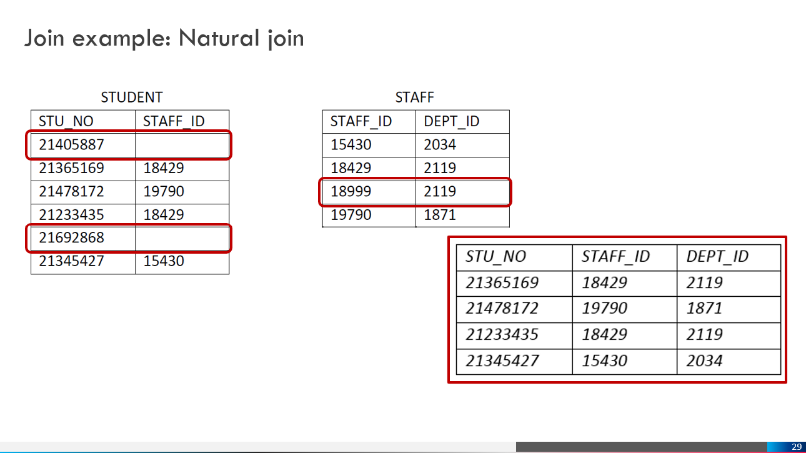 Join example: Natural join
STUDENT
STU_NO STAFF_ID
21405887
21365169 18429
21478172 19790
21233435 18429
21692868
21345427 15430
STAFF
STAFF_ID DEPT_ID
15430 2034
18429 2119
18999 2119
19790 1871
STU_NO STAFF_ID DEPT_ID
21365169 18429 2119
21478172 19790 1871
21233435 18429 2119
21345427 15430 2034
29